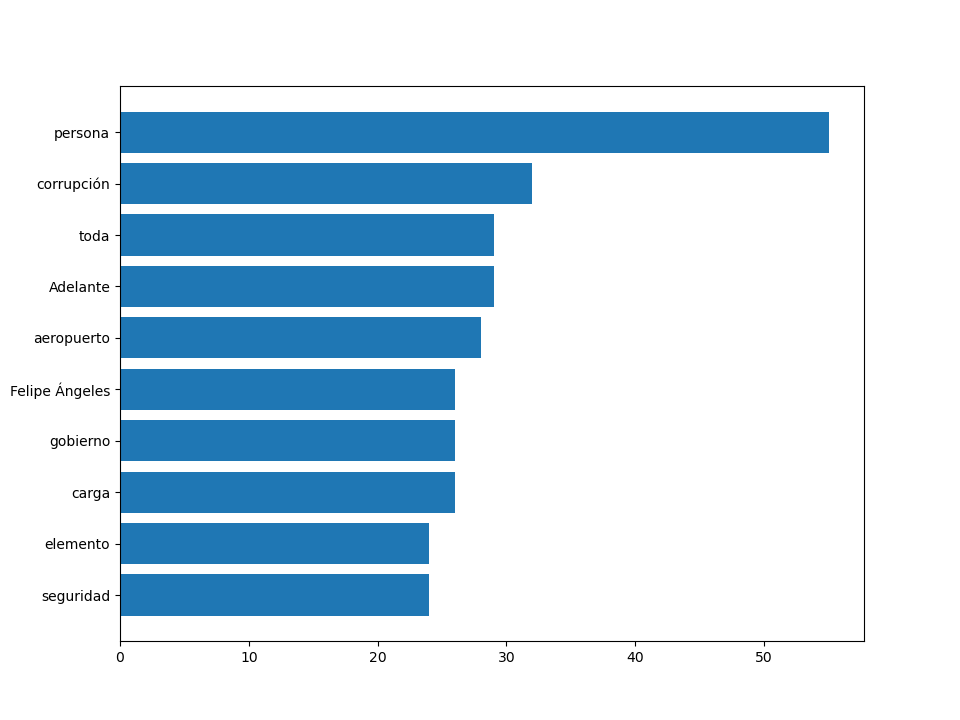 persona
corrupción
toda
Adelante
aeropuerto
Felipe Ángeles
gobierno
carga
elemento
seguridad
0 10 20 30 40 50